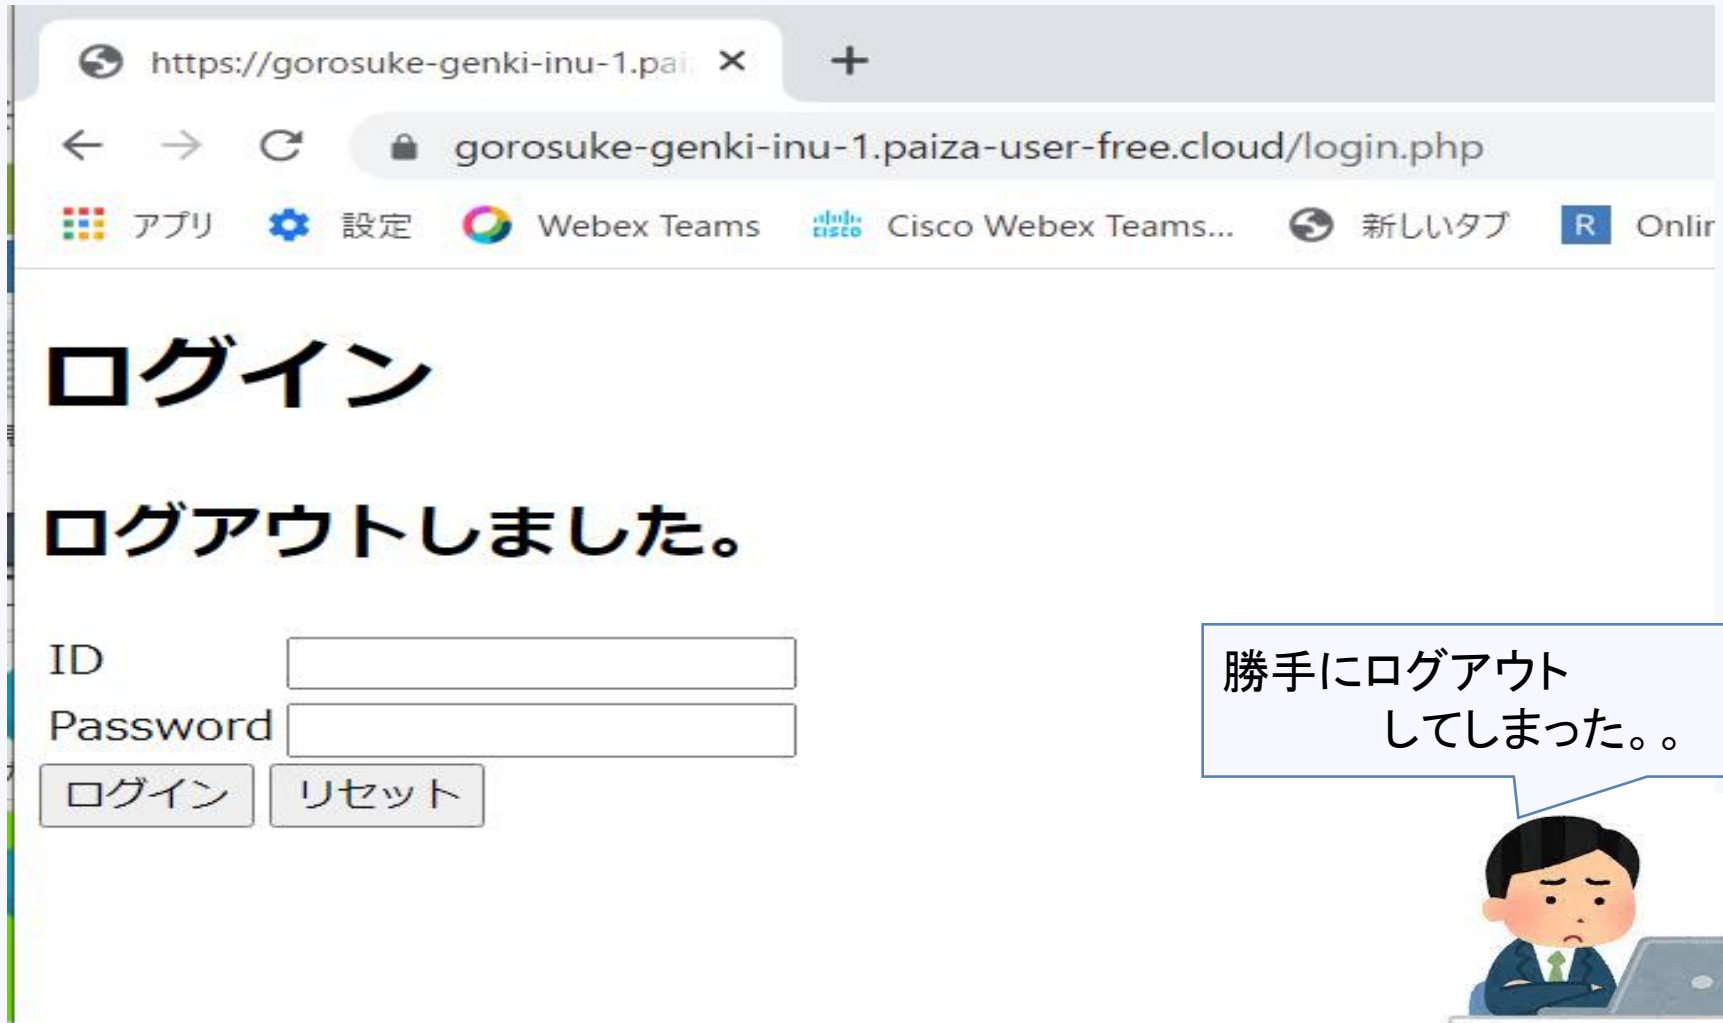 https://gorosuke-genki-inu-1.pai
gorosuke-genki-inu-1.paiza-user-free.cloud/login.php
アプリ 設定 Webex Teams cisco Cisco Webex Teams... 新しいタブ R Onlin
ログイン
ログアウトしました。
ID
Password
ログイン リセット
勝手にログアウト
してしまった。。